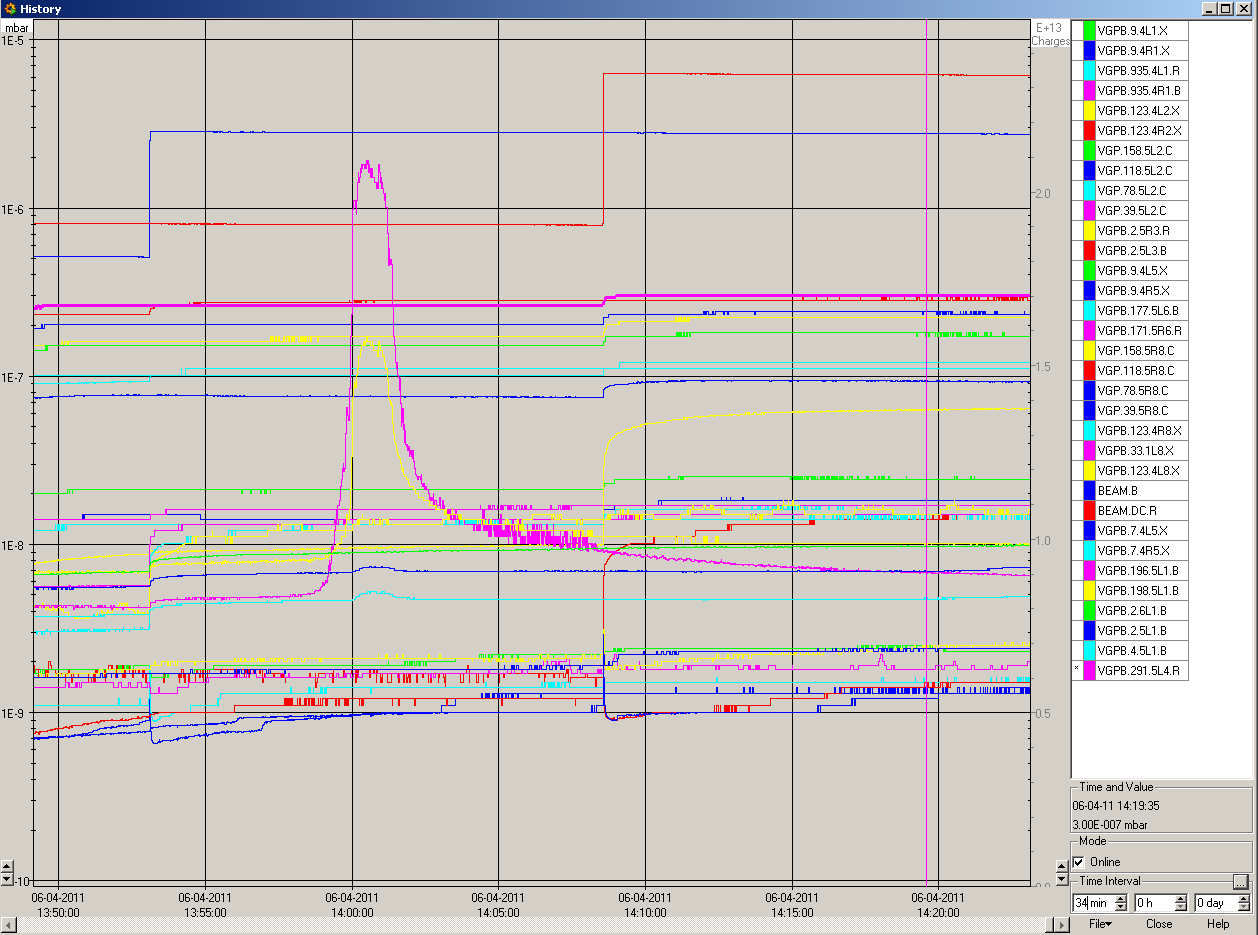 History
mbar
1E-5
1E-6
1E-7
1E-8
1E-9
-10
E+13
Charges
2.0
1.5
1.0
0.5
0.0
06-04-2011
13:50:00
06-04-2011
13:55:00
06-04-2011
14:00:00
06-04-2011
14:05:00
06-04-2011
14:10:00
06-04-2011
14:15:00
06-04-2011
14:20:00
VGPB.9.4L1.X
VGPB.9.4R1.X
VGPB.935.4L1.R
VGPB.935.4R1.B
VGPB.123.4L2.X
VGPB.123.4R2.X
VGP.158.5L2.C
VGP.118.5L2.C
VGP.78.5L2.C
VGP.39.5L2.C
VGPB.2.5R3.R
VGPB.2.5L3.B
VGPB.9.4L5.X
VGPB.9.4R5.X
VGPB.177.5L6.B
VGPB.171.5R6.R
VGP.158.5R8.C
VGP.118.5R8.C
VGP.78.5R8.C
VGP.39.5R8.C
VGPB.123.4R8.X
VGPB.33.1L8.X
VGPB.123.4L8.X
BEAM.B
BEAM.DC.R
VGPB.7.4L5.X
VGPB.7.4R5.X
VGPB.196.5L1.B
VGPB.198.5L1.B
VGPB.2.6L1.B
VGPB.2.5L1.B
VGPB.4.5L1.B
* VGPB.291.5L4.R
Time and Value
06-04-11 14:19:35
3.00E-007 mbar
Mode
Online
Time Interval
...
34 min 0 h 0 day
File Close Help